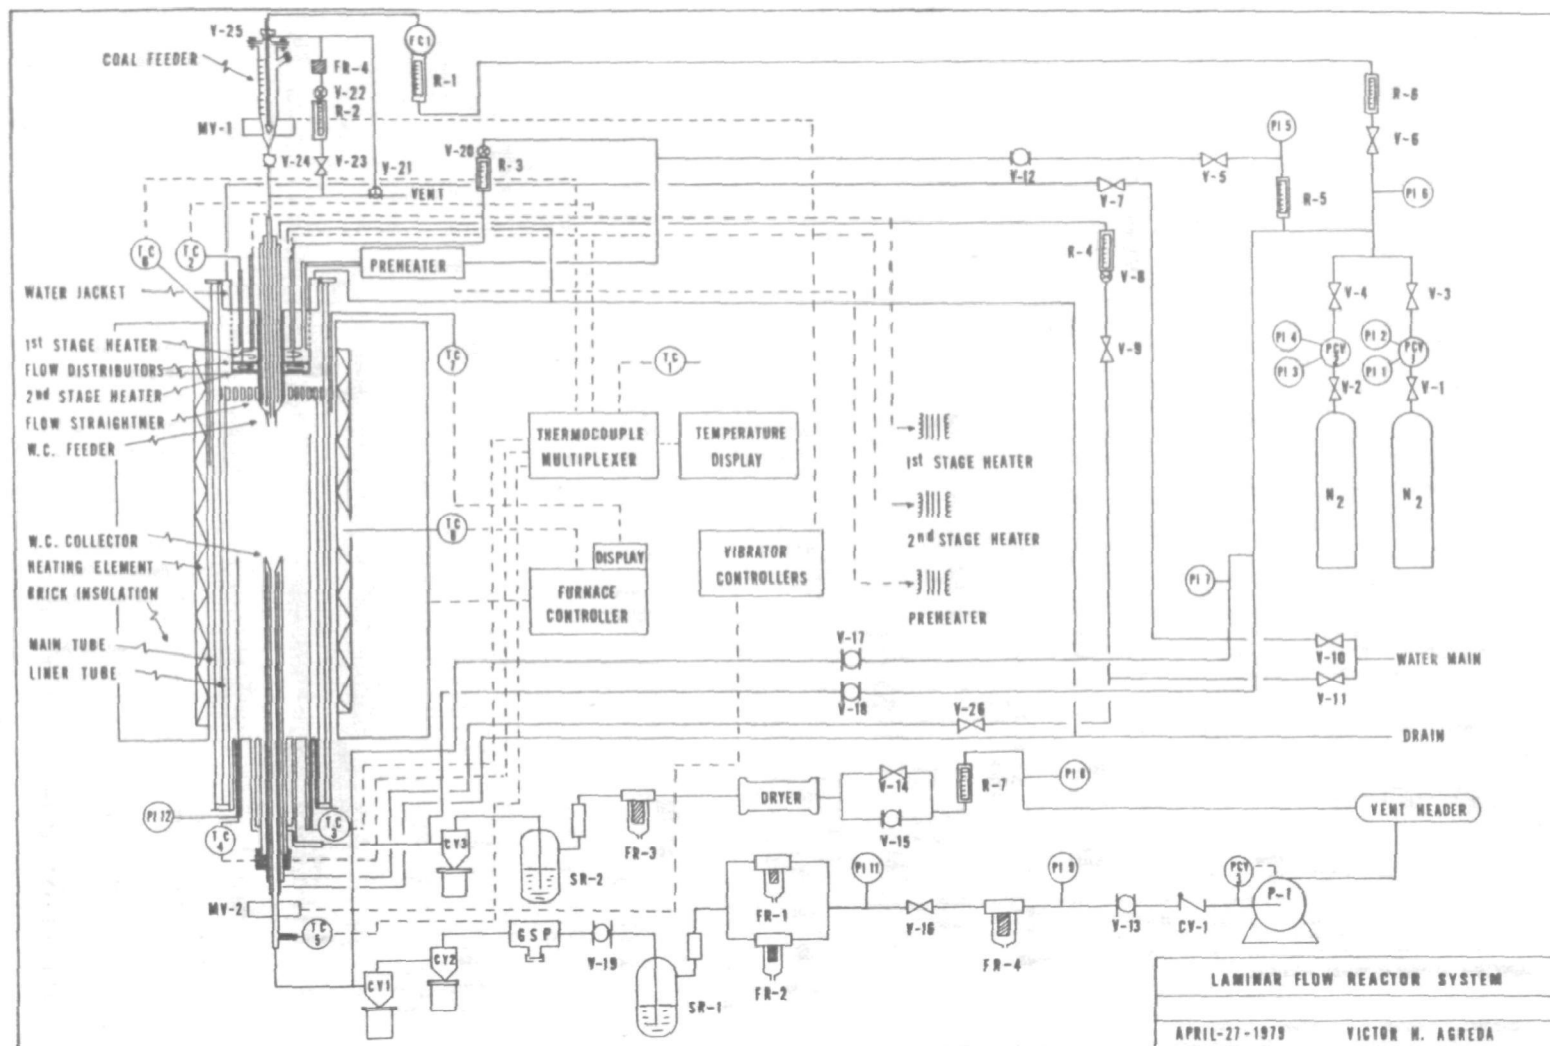 V-25
COAL FEEDER
FC1
R-1
FR-4
V-22
R-2
MV-1
V-24
V-23
V-21
VENT
V-20
R-3
R-6
V-6
PI 5
V-12
V-5
R-5
V-7
PI 6
TC
TC 2
PREHEATER
R-4
V-8
V-9
WATER JACKET
1st STAGE HEATER
FLOW DISTRIBUTORS
2nd STAGE HEATER
FLOW STRAIGHTNER
W.C. FEEDER
TC 7
TC 1
V-4
V-3
PI 4
PI 2
PCV 2
PCV 1
PI 3
PI 1
V-2
V-1
N2
N2
THERMOCOUPLE MULTIPLEXER
TEMPERATURE DISPLAY
1st STAGE HEATER
2nd STAGE HEATER
PREHEATER
W.C. COLLECTOR
HEATING ELEMENT
BRICK INSULATION
MAIN TUBE
LINER TUBE
TC 8
DISPLAY
FURNACE CONTROLLER
VIBRATOR CONTROLLERS
PI 7
V-17
V-18
V-10
WATER MAIN
V-11
V-26
DRAIN
PI 12
TC 4
TC 3
CY3
SR-2
FR-3
DRYER
V-14
V-15
R-7
PI 8
VENT HEADER
MV-2
TC 5
CY1
CY2
GSP
V-19
SR-1
FR-1
FR-2
PI 11
V-16
FR-4
PI 9
V-13
CV-1
PCV 3
P-1
LAMINAR FLOW REACTOR SYSTEM
APRIL-27-1979 VICTOR H. AGREDA